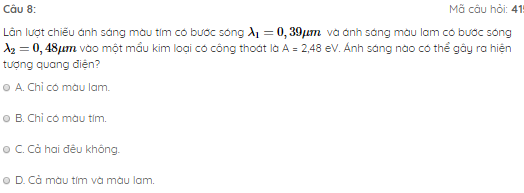 Câu 8:
Mã câu hỏi: 41
Lần lượt chiếu ánh sáng màu tím có bước sóng λ₁ = 0,39μm và ánh sáng màu lam có bước sóng
λ₂ = 0,48μm vào một mẩu kim loại có công thoát là A = 2,48 eV. Ánh sáng nào có thể gây ra hiện
tượng quang điện?
A. Chỉ có màu lam.
B. Chỉ có màu tím.
C. Cả hai đều không.
D. Cả màu tím và màu lam.